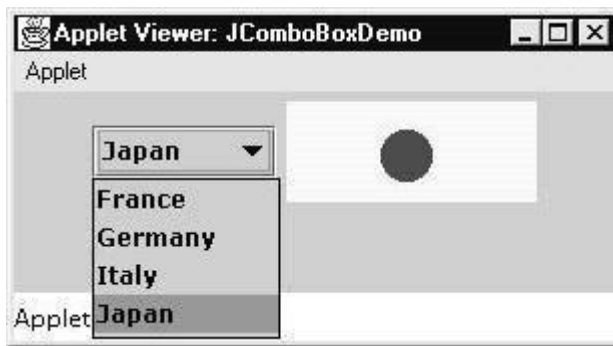 Applet Viewer: JComboBoxDemo
Applet
Japan
France
Germany
Italy
Japan
Applet